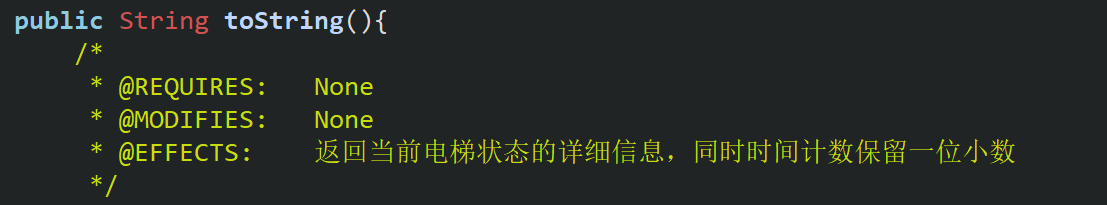 public String toString(){
/*
* @REQUIRES: None
* @MODIFIES: None
* @EFFECTS: 返回当前电梯状态的详细信息，同时时间计数保留一位小数
*/